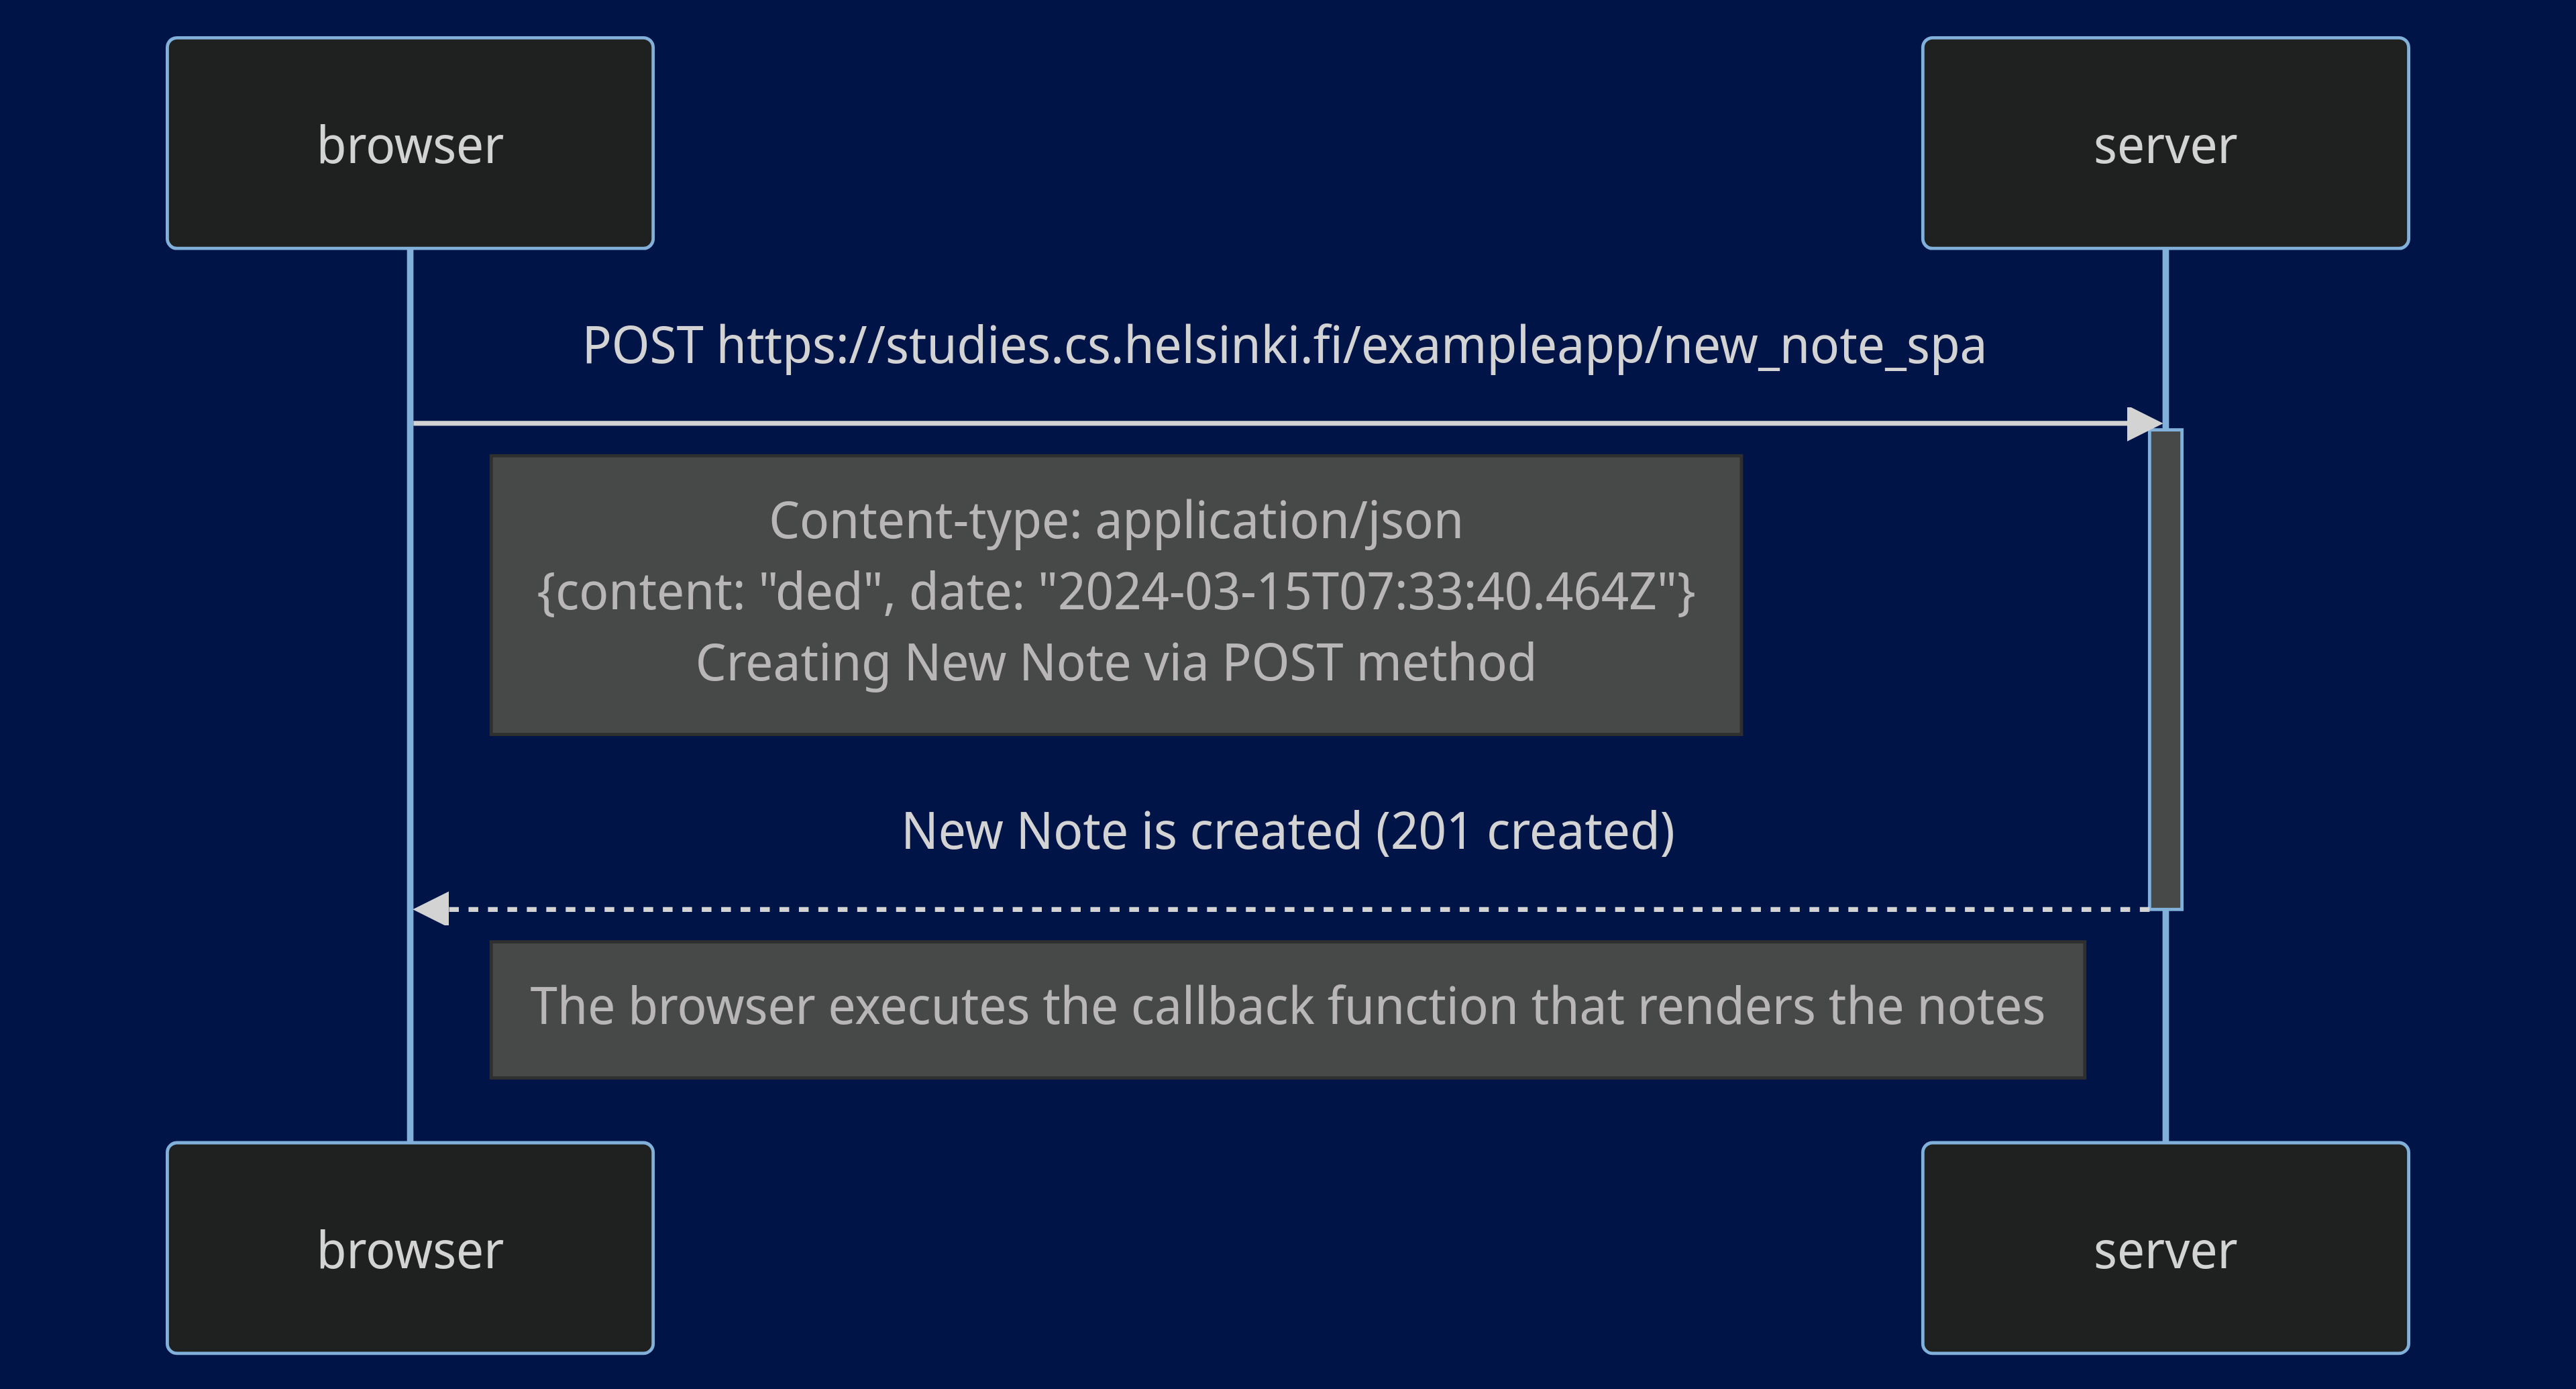 browser
server
POST https://studies.cs.helsinki.fi/exampleapp/new_note_spa
Content-type: application/json
{content: "ded", date: "2024-03-15T07:33:40.464Z"}
Creating New Note via POST method
New Note is created (201 created)
The browser executes the callback function that renders the notes
browser
server